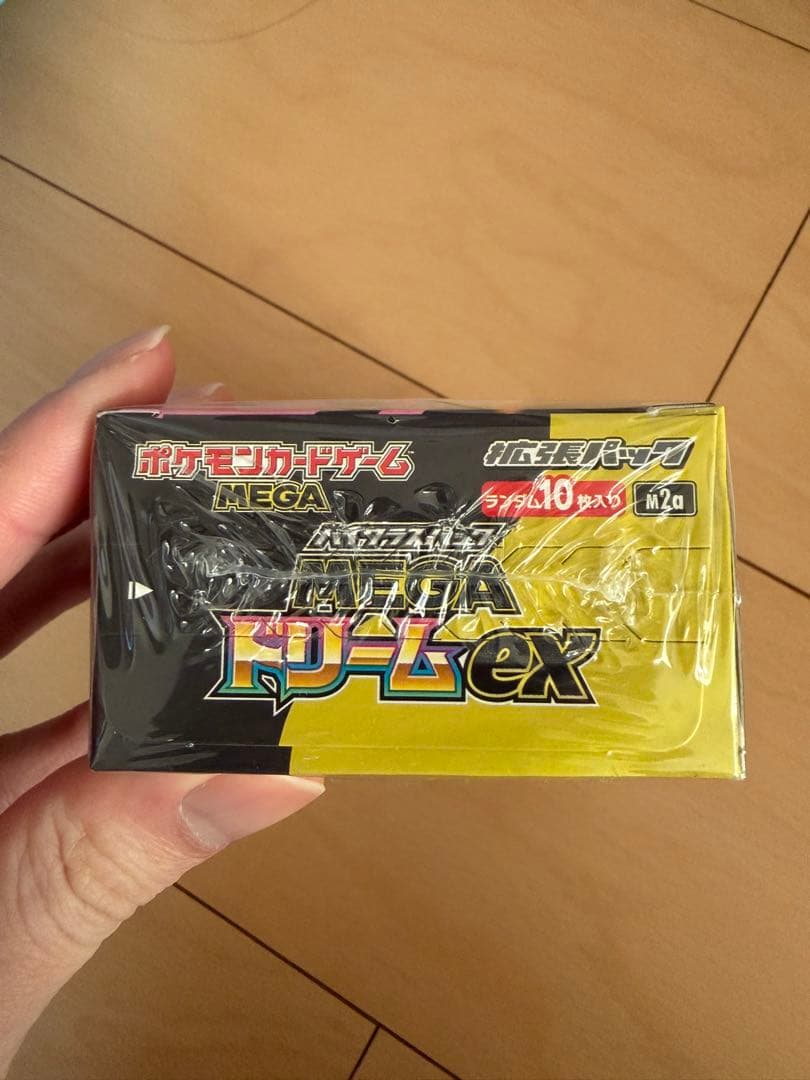 ポケモンカードゲーム
MEGA
拡張パック
ランダム10枚入り
M2a
ハイクラスパック
MEGA
ドリームex